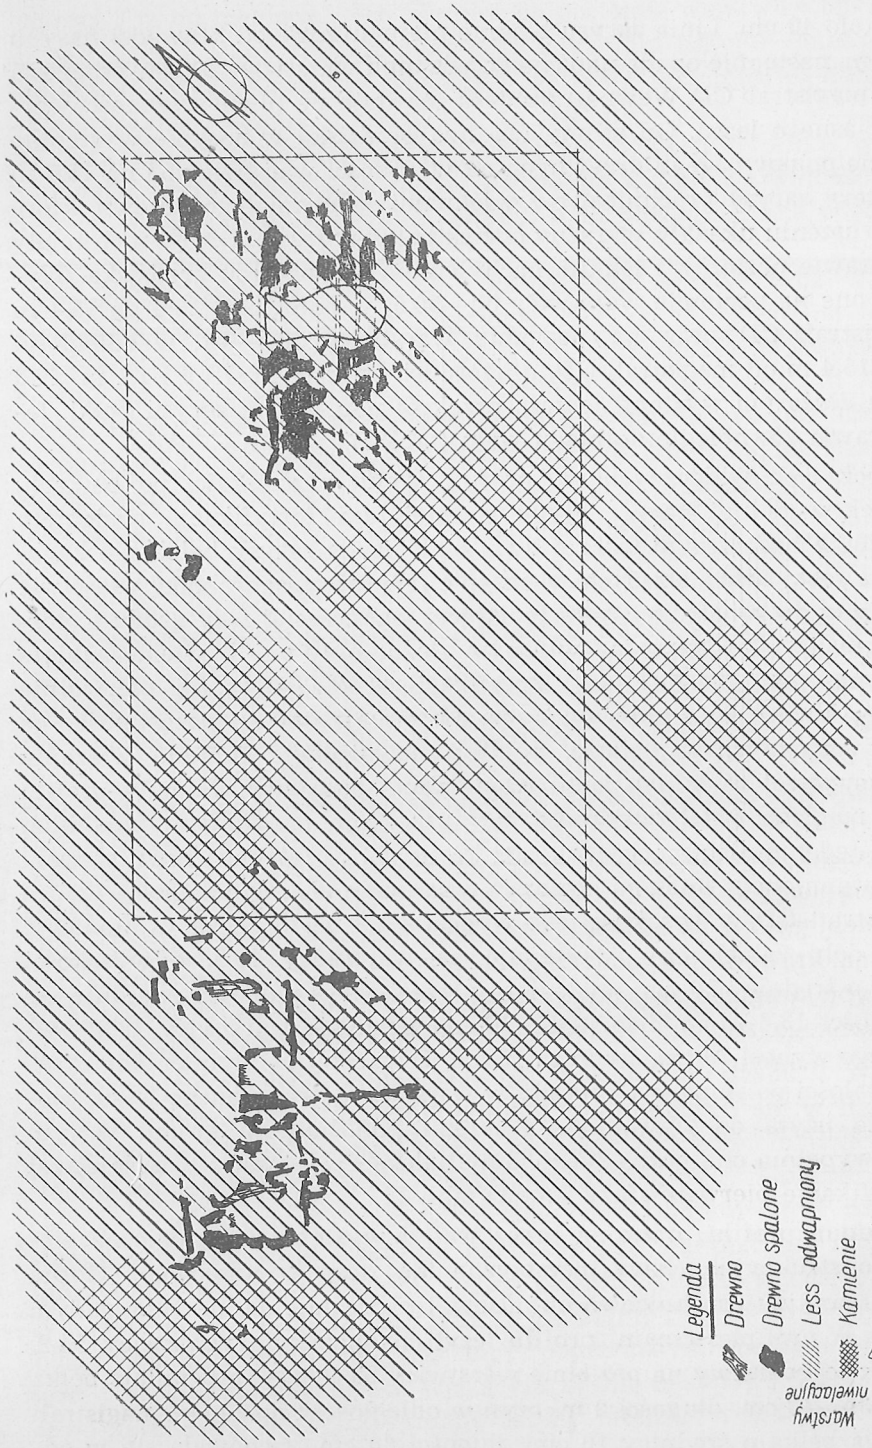 Legenda
Drewno
Drewno spalone
Less odwapniony
Kamienie
Warstwy
niwelacyjne